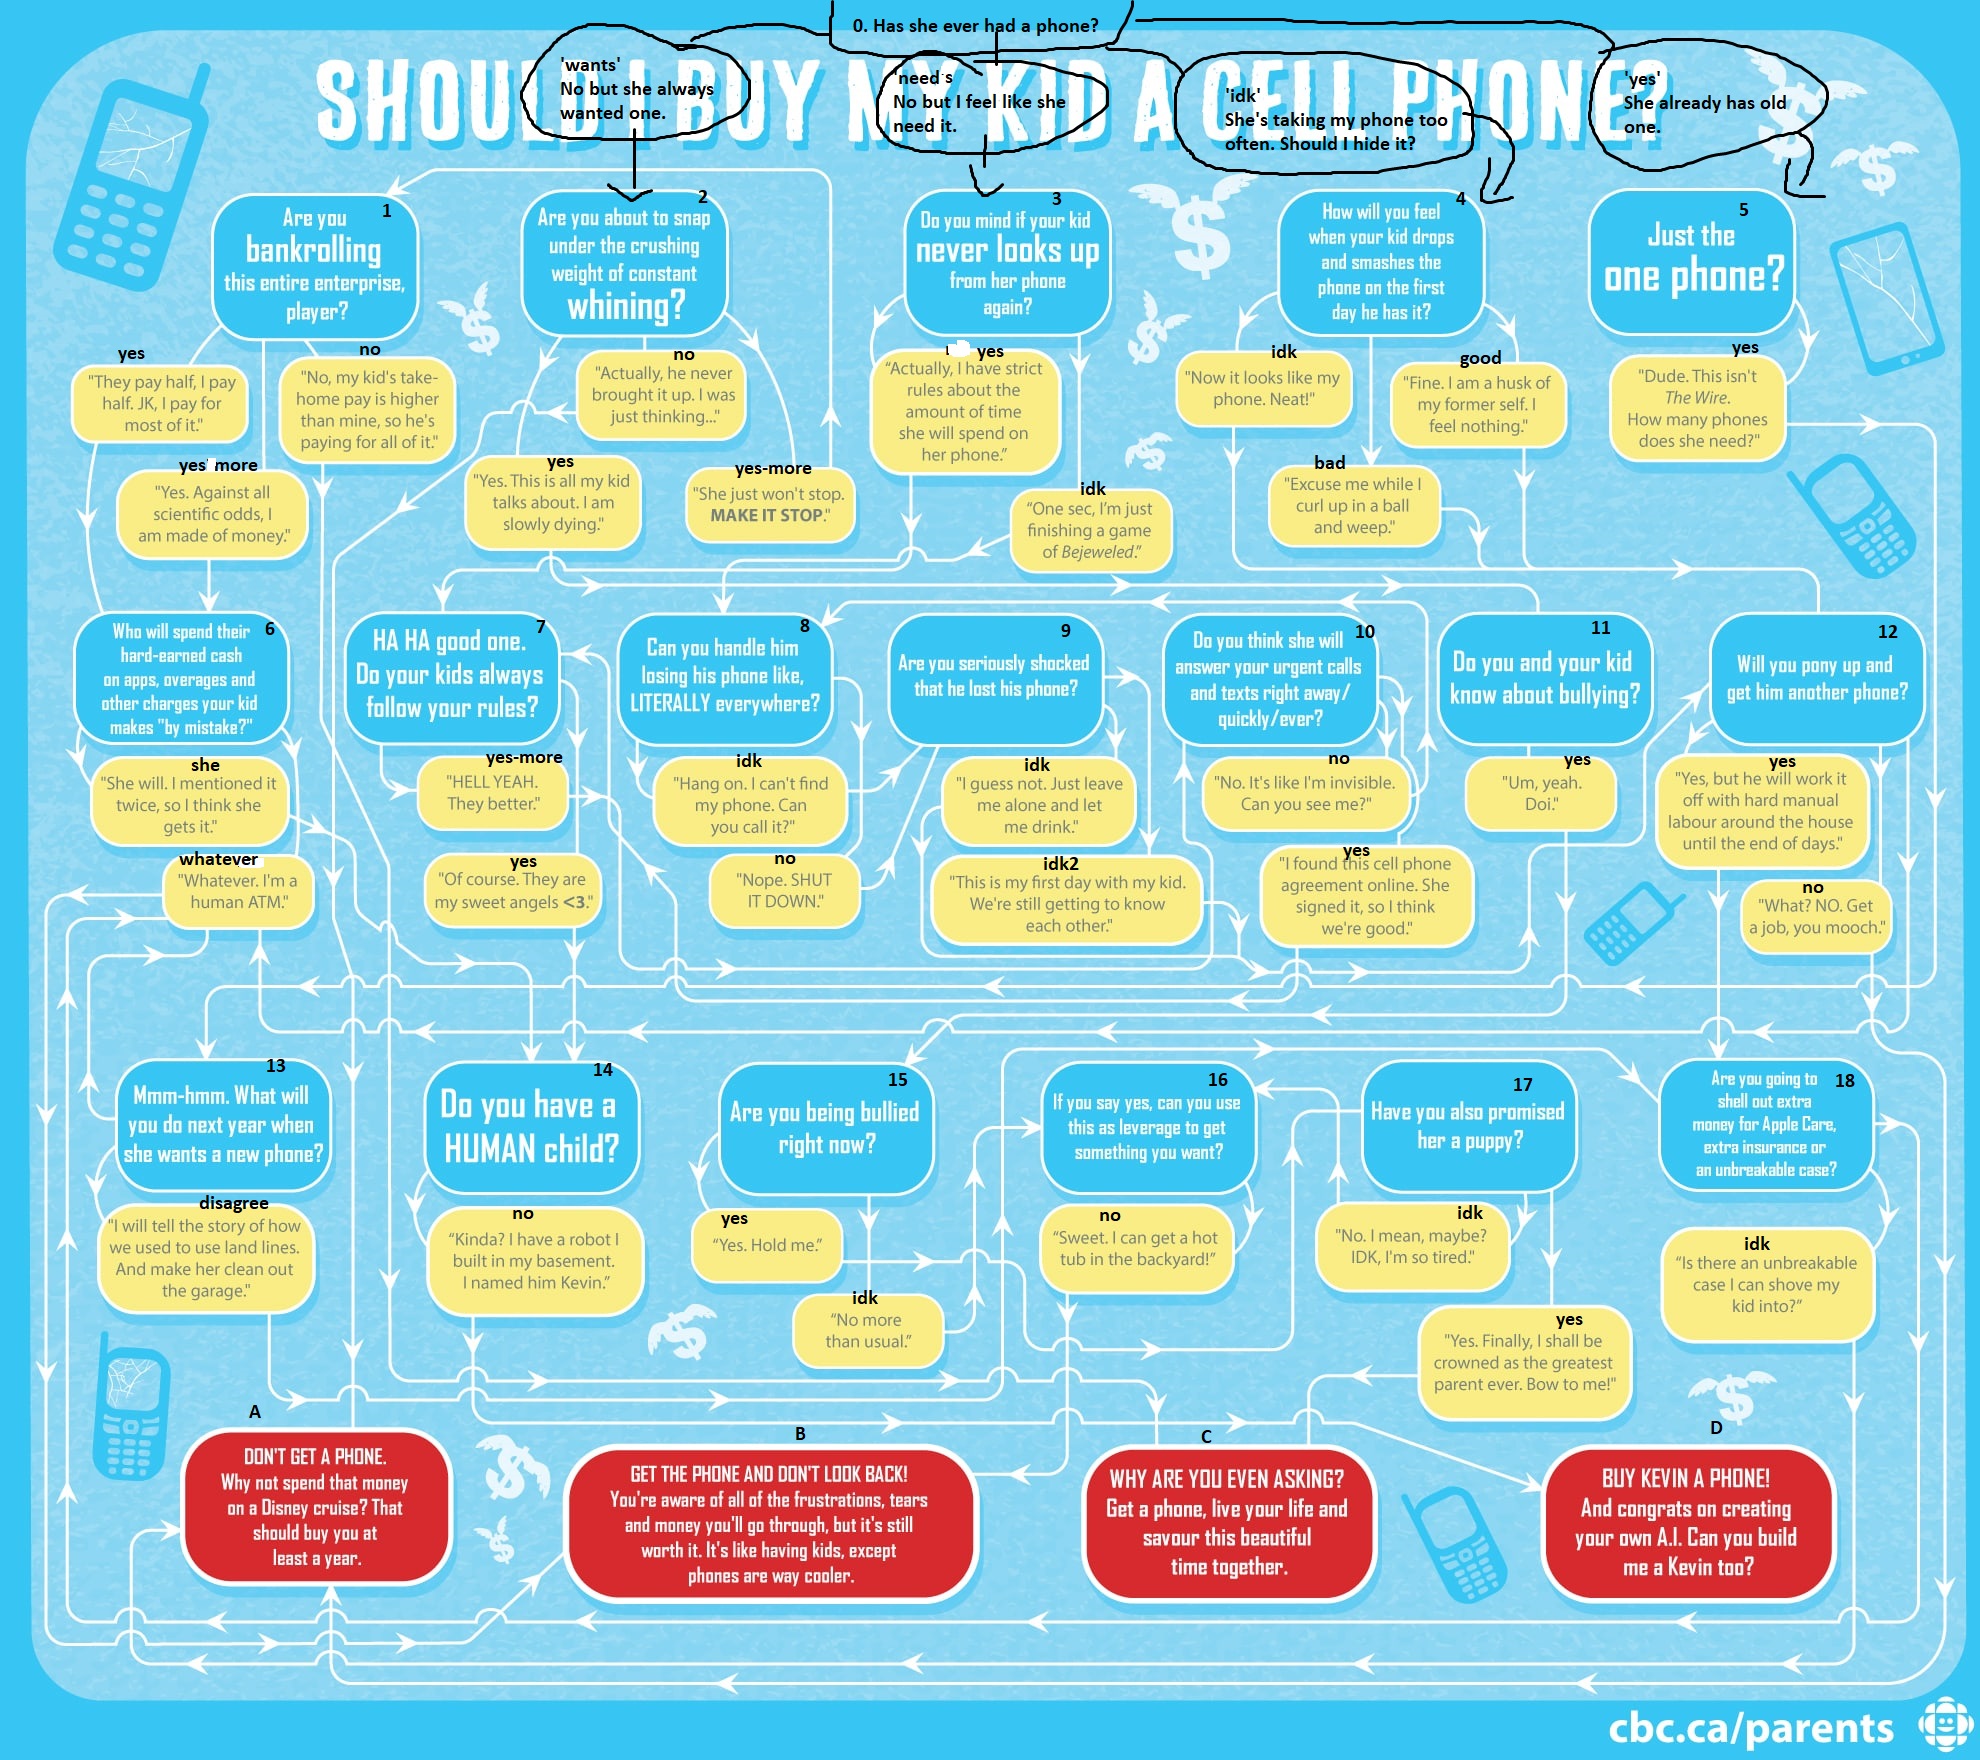 0. Has she ever had a phone?
SHOULD I BUY MY KID A CELL PHONE?
'wants'
No but she always
wanted one.
'need's
No but I feel like she
need it.
'idk'
She's taking my phone too
often. Should I hide it?
'yes'
She already has old
one.
1
Are you
bankrolling
this entire enterprise,
player?
2
Are you about to snap
under the crushing
weight of constant
whining?
3
Do you mind if your kid
never looks up
from her phone
again?
4
How will you feel
when your kid drops
and smashes the
phone on the first
day he has it?
5
Just the
one phone?
yes
"They pay half, I pay
half. JK, I pay for
most of it."
no
"No, my kid's take-
home pay is higher
than mine, so he's
paying for all of it."
no
"Actually, he never
brought it up. I was
just thinking..."
yes
“Actually, I have strict
rules about the
amount of time
she will spend on
her phone.”
idk
"Now it looks like my
phone. Neat!"
good
"Fine. I am a husk of
my former self. I
feel nothing."
yes
"Dude. This isn't
The Wire.
How many phones
does she need?"
yes more
"Yes. Against all
scientific odds, I
am made of money."
yes
"Yes. This is all my kid
talks about. I am
slowly dying."
yes-more
"She just won't stop.
MAKE IT STOP."
idk
“One sec, I’m just
finishing a game
of Bejeweled.”
bad
"Excuse me while I
curl up in a ball
and weep."
6
Who will spend their
hard-earned cash
on apps, overages and
other charges your kid
makes "by mistake?"
7
HA HA good one.
Do your kids always
follow your rules?
8
Can you handle him
losing his phone like,
LITERALLY everywhere?
9
Are you seriously shocked
that he lost his phone?
10
Do you think she will
answer your urgent calls
and texts right away/
quickly/ever?
11
Do you and your kid
know about bullying?
12
Will you pony up and
get him another phone?
she
"She will. I mentioned it
twice, so I think she
gets it."
yes-more
"HELL YEAH.
They better."
idk
"Hang on. I can't find
my phone. Can
you call it?"
idk
"I guess not. Just leave
me alone and let
me drink."
no
"No. It's like I'm invisible.
Can you see me?"
yes
"Um, yeah.
Doi."
yes
"Yes, but he will work it
off with hard manual
labour around the house
until the end of days."
whatever
"Whatever. I'm a
human ATM."
yes
"Of course. They are
my sweet angels <3."
no
"Nope. SHUT
IT DOWN."
idk2
"This is my first day with my kid.
We're still getting to know
each other."
yes
"I found this cell phone
agreement online. She
signed it, so I think
we're good."
no
"What? NO. Get
a job, you mooch."
13
Mmm-hmm. What will
you do next year when
she wants a new phone?
14
Do you have a
HUMAN child?
15
Are you being bullied
right now?
16
If you say yes, can you use
this as leverage to get
something you want?
17
Have you also promised
her a puppy?
18
Are you going to
shell out extra
money for Apple Care,
extra insurance or
an unbreakable case?
disagree
"I will tell the story of how
we used to use land lines.
And make her clean out
the garage."
no
“Kinda? I have a robot I
built in my basement.
I named him Kevin.”
yes
“Yes. Hold me.”
idk
“No more
than usual.”
no
“Sweet. I can get a hot
tub in the backyard!”
idk
"No. I mean, maybe?
IDK, I'm so tired."
yes
"Yes. Finally, I shall be
crowned as the greatest
parent ever. Bow to me!"
idk
“Is there an unbreakable
case I can shove my
kid into?”
A
DON'T GET A PHONE.
Why not spend that money
on a Disney cruise? That
should buy you at
least a year.
B
GET THE PHONE AND DON'T LOOK BACK!
You're aware of all of the frustrations, tears
and money you'll go through, but it's still
worth it. It's like having kids, except
phones are way cooler.
C
WHY ARE YOU EVEN ASKING?
Get a phone, live your life and
savour this beautiful
time together.
D
BUY KEVIN A PHONE!
And congrats on creating
your own A.I. Can you build
me a Kevin too?
cbc.ca/parents